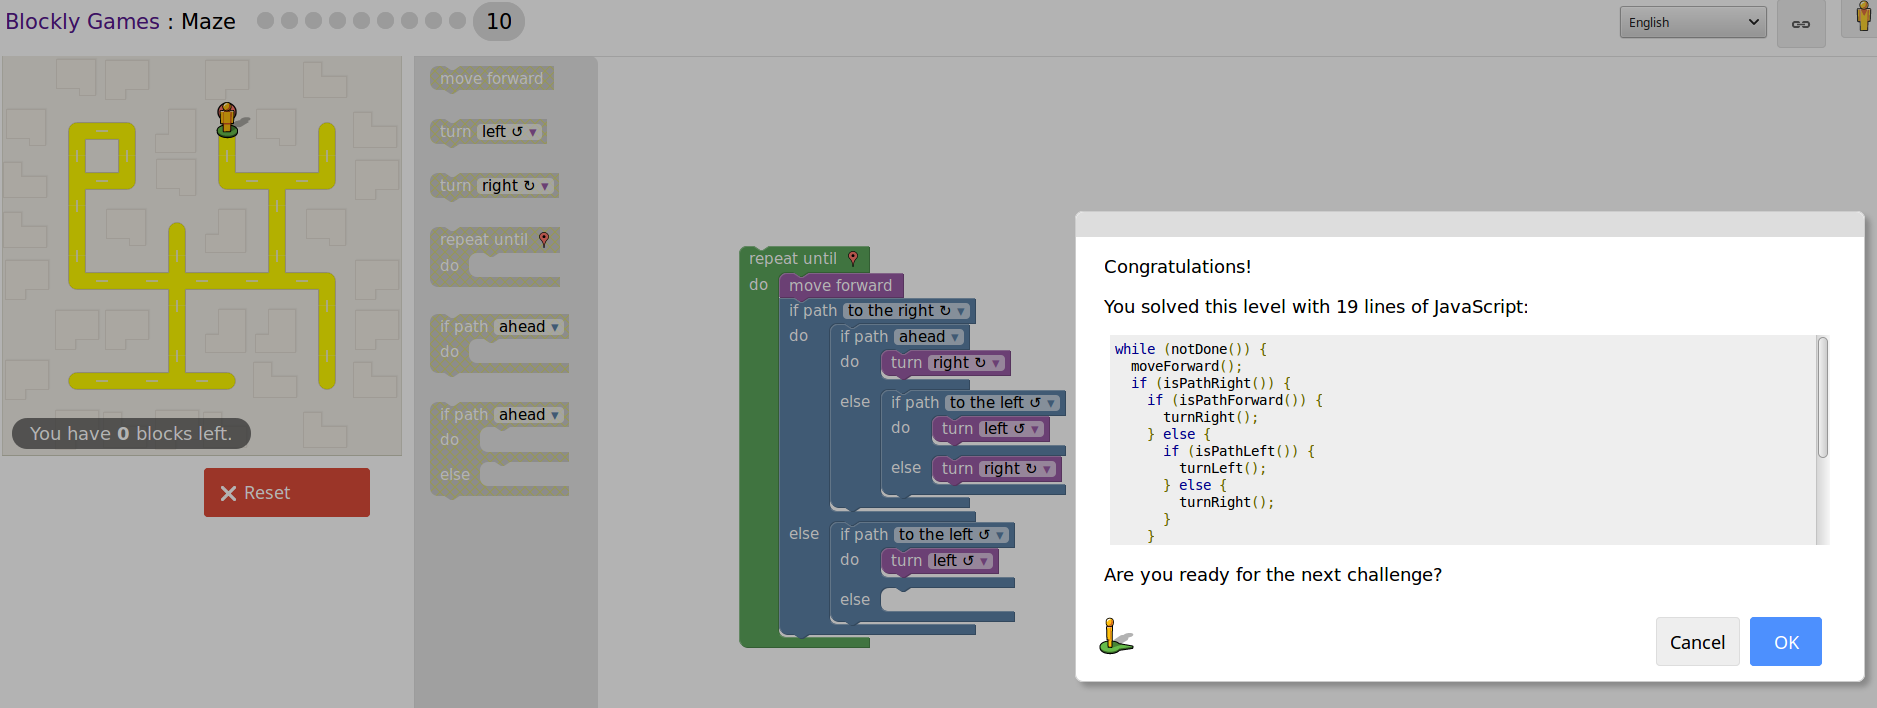 Blockly Games : Maze 10
English
move forward
turn left ↺ ▾
turn right ↻ ▾
repeat until
do
if path ahead ▾
do
if path ahead ▾
do
else
You have 0 blocks left.
Reset
repeat until
do move forward
if path to the right ↻ ▾
do if path ahead ▾
do turn right ↻ ▾
else if path to the left ↺ ▾
do turn left ↺ ▾
else turn right ↻ ▾
else if path to the left ↺ ▾
do turn left ↺ ▾
else
Congratulations!
You solved this level with 19 lines of JavaScript:
while (notDone()) {
moveForward();
if (isPathRight()) {
if (isPathForward()) {
turnRight();
} else {
if (isPathLeft()) {
turnLeft();
} else {
turnRight();
}
}
Are you ready for the next challenge?
Cancel OK